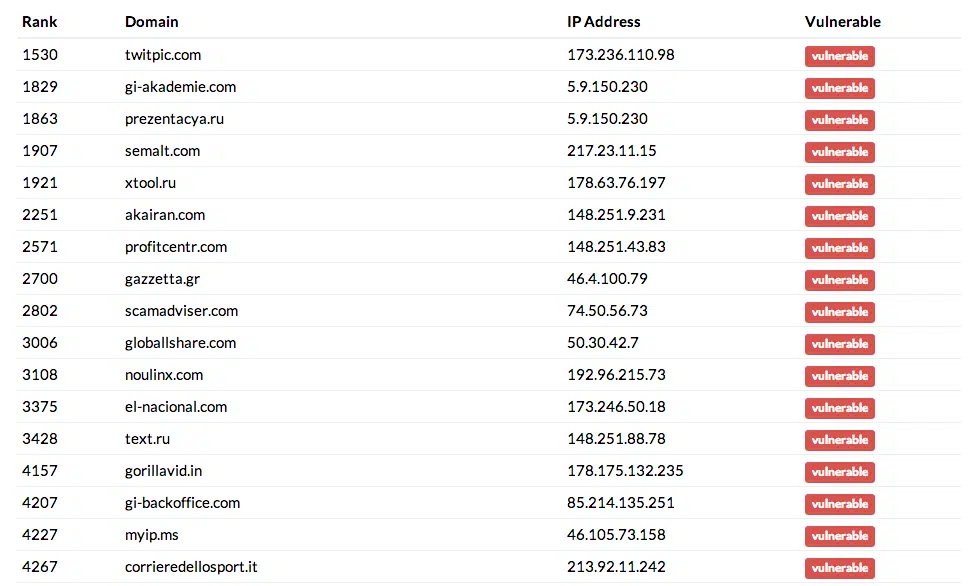 Rank Domain IP Address Vulnerable
1530 twitpic.com 173.236.110.98 vulnerable
1829 gi-akademie.com 5.9.150.230 vulnerable
1863 prezentacya.ru 5.9.150.230 vulnerable
1907 semalt.com 217.23.11.15 vulnerable
1921 xtool.ru 178.63.76.197 vulnerable
2251 akairan.com 148.251.9.231 vulnerable
2571 profitcentr.com 148.251.43.83 vulnerable
2700 gazzetta.gr 46.4.100.79 vulnerable
2802 scamadviser.com 74.50.56.73 vulnerable
3006 globallshare.com 50.30.42.7 vulnerable
3108 noulinx.com 192.96.215.73 vulnerable
3375 el-nacional.com 173.246.50.18 vulnerable
3428 text.ru 148.251.88.78 vulnerable
4157 gorillavid.in 178.175.132.235 vulnerable
4207 gi-backoffice.com 85.214.135.251 vulnerable
4227 myip.ms 46.105.73.158 vulnerable
4267 corrieredellosport.it 213.92.11.242 vulnerable